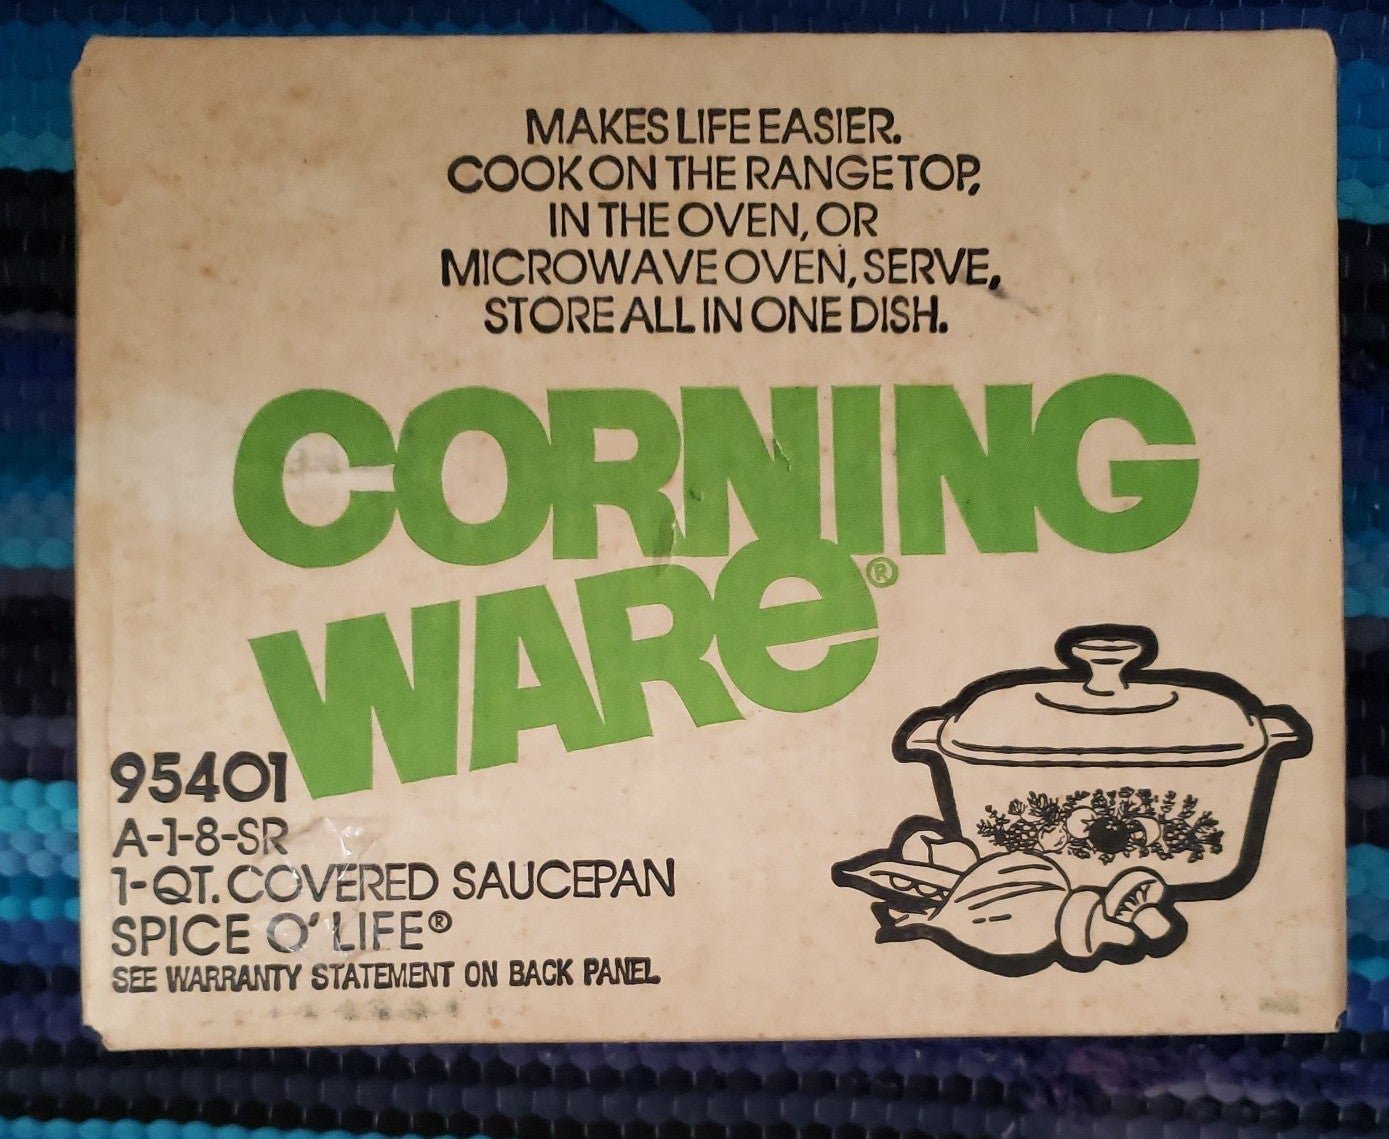 MAKES LIFE EASIER.
COOK ON THE RANGETOP,
IN THE OVEN, OR
MICROWAVE OVEN, SERVE,
STORE ALL IN ONE DISH.
CORNING
WARe®
95401
A-1-8-SR
1-QT. COVERED SAUCEPAN
SPICE O' LIFE®
SEE WARRANTY STATEMENT ON BACK PANEL